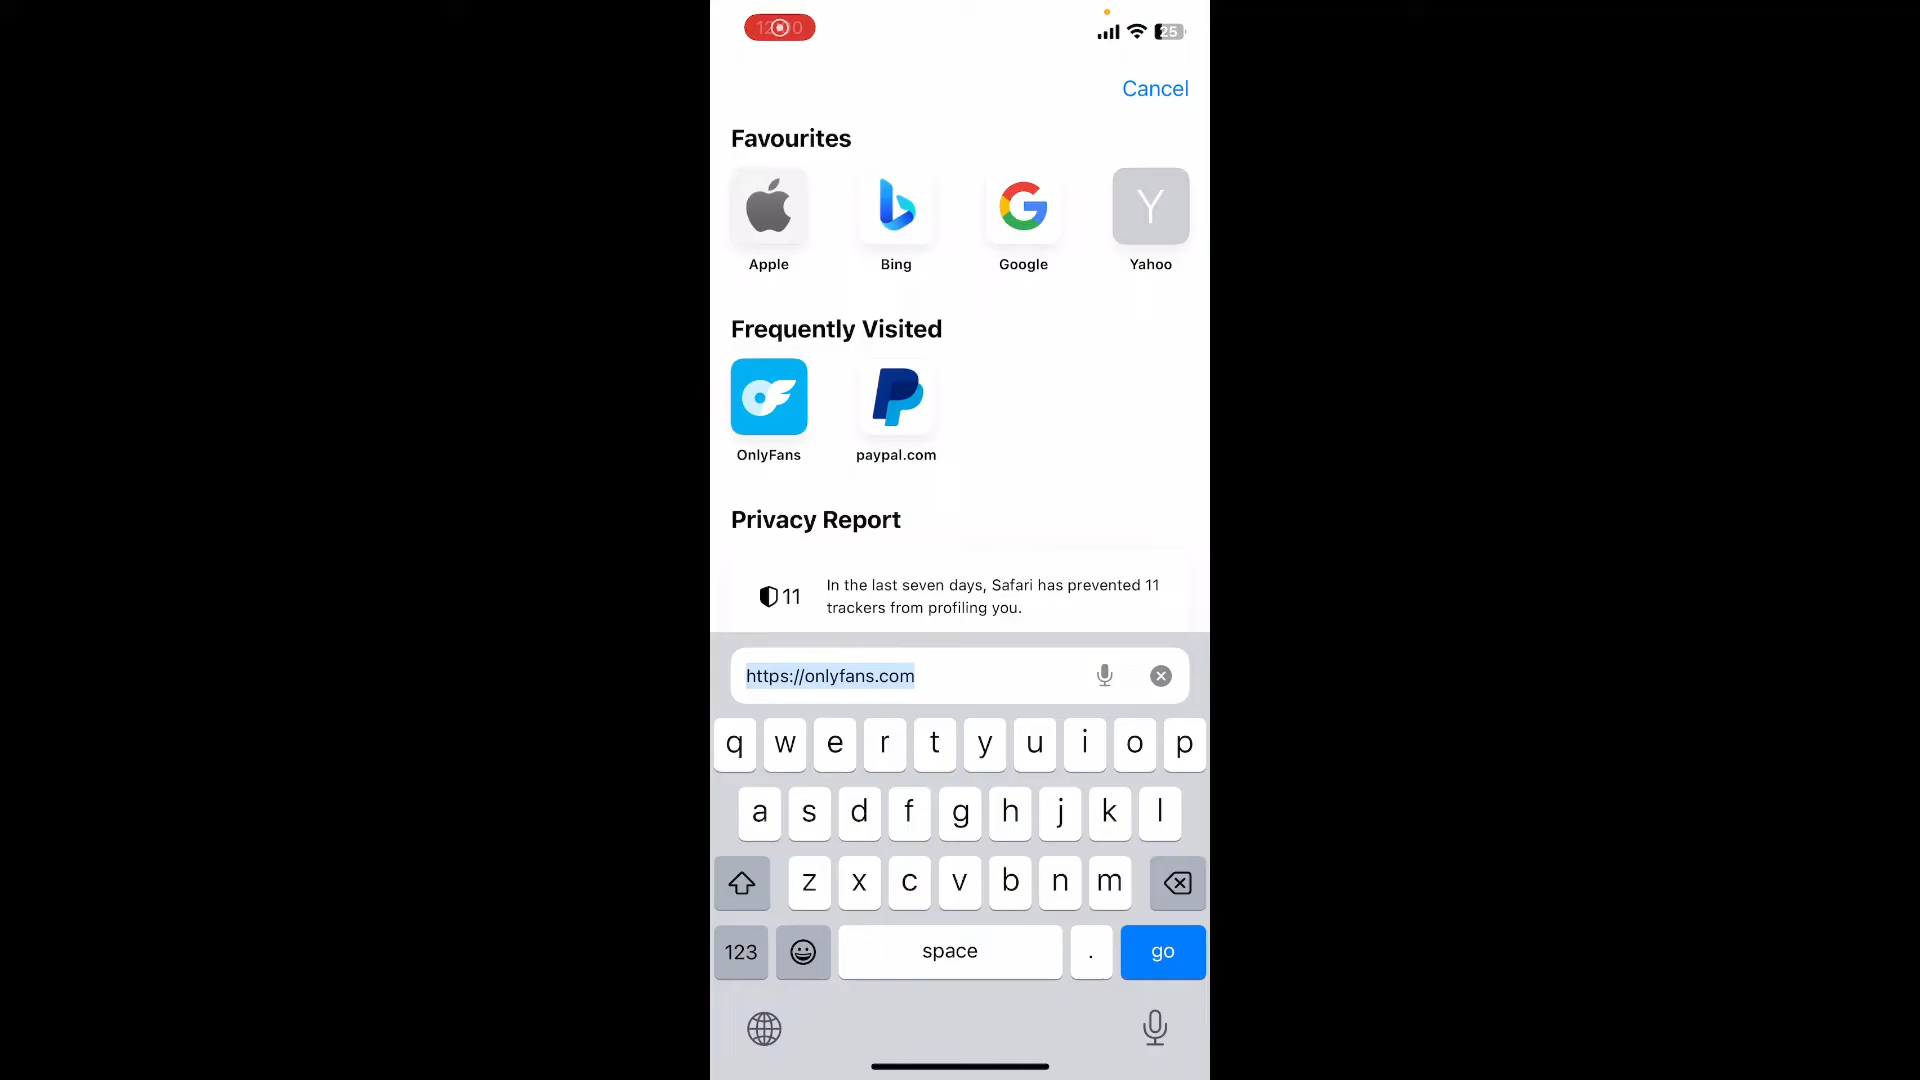 25
Cancel
Favourites
Y
Apple Bing Google Yahoo
Frequently Visited
OnlyFans paypal.com
Privacy Report
11 In the last seven days, Safari has prevented 11
trackers from profiling you.
https://onlyfans.com
q w e r t y u i o p
a s d f g h j k l
z x c v b n m
123 space . go